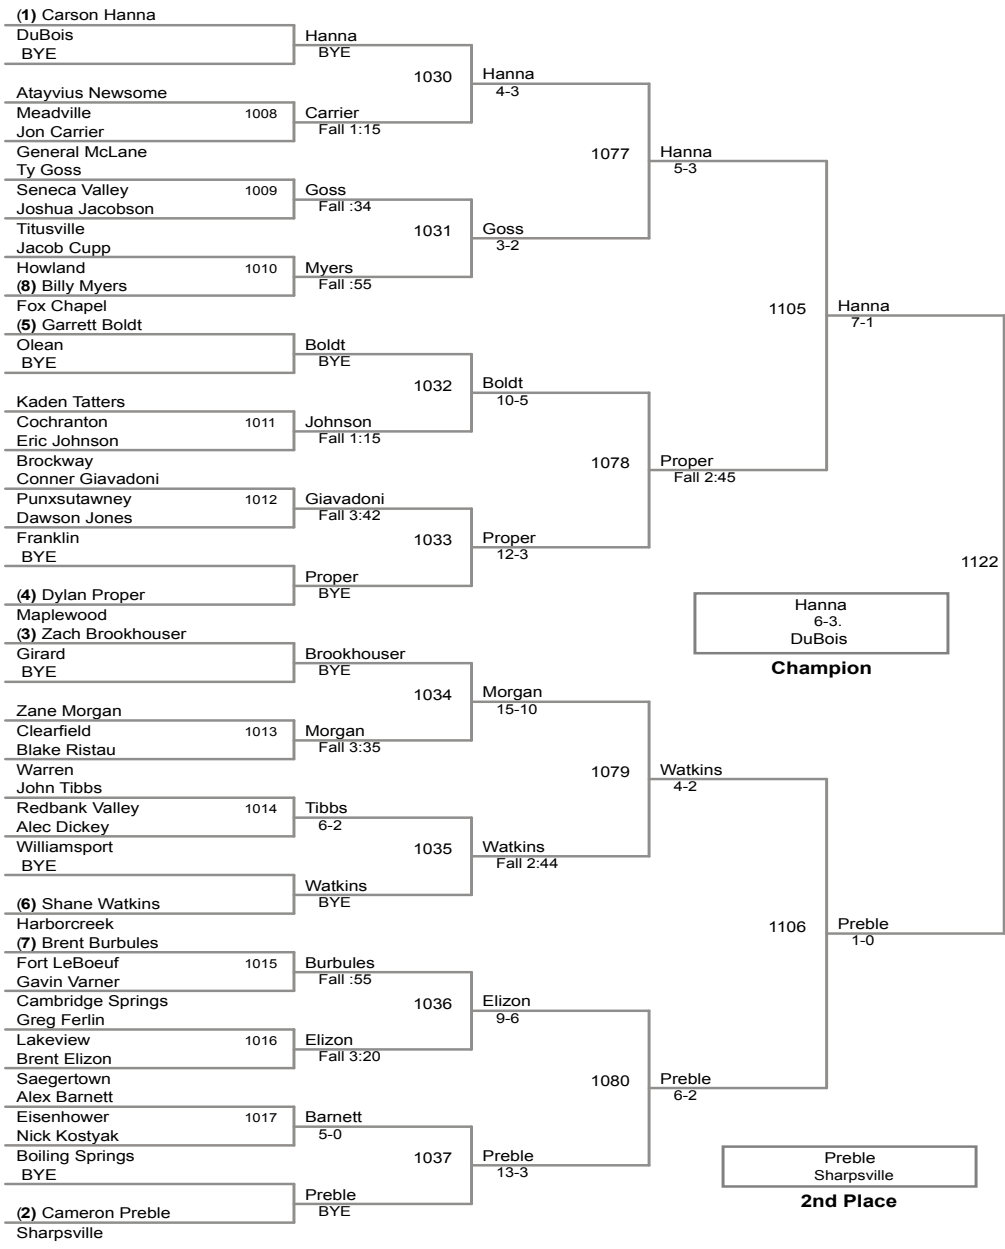 (1) Carson Hanna
DuBois
BYE
Atayvius Newsome
Meadville
1008
Jon Carrier
General McLane
Ty Goss
Seneca Valley
1009
Joshua Jacobson
Titusville
Jacob Cupp
Howland
1010
(8) Billy Myers
Fox Chapel
(5) Garrett Boldt
Olean
BYE
Kaden Tatters
Cochranton
1011
Eric Johnson
Brockway
Conner Giavadoni
Punxsutawney
1012
Dawson Jones
Franklin
BYE
(4) Dylan Proper
Maplewood
(3) Zach Brookhouser
Girard
BYE
Zane Morgan
Clearfield
1013
Blake Ristau
Warren
John Tibbs
Redbank Valley
1014
Alec Dickey
Williamsport
BYE
(6) Shane Watkins
Harborcreek
(7) Brent Burbules
Fort LeBoeuf
1015
Gavin Varner
Cambridge Springs
Greg Ferlin
Lakeview
1016
Brent Elizon
Saegertown
Alex Barnett
Eisenhower
1017
Nick Kostyak
Boiling Springs
BYE
(2) Cameron Preble
Sharpsville
Hanna
BYE
1030
Carrier
Fall 1:15
Goss
Fall :34
1031
Myers
Fall :55
Boldt
BYE
1032
Johnson
Fall 1:15
Giavadoni
Fall 3:42
1033
Proper
BYE
Brookhouser
BYE
1034
Morgan
Fall 3:35
Tibbs
6-2
1035
Watkins
BYE
Burbules
Fall :55
1036
Elizon
Fall 3:20
Barnett
5-0
1037
Preble
BYE
Hanna
4-3
1077
Goss
3-2
Boldt
10-5
1078
Proper
12-3
Morgan
15-10
1079
Watkins
Fall 2:44
Elizon
9-6
1080
Preble
13-3
Hanna
5-3
1105
Proper
Fall 2:45
Watkins
4-2
1106
Preble
6-2
Hanna
7-1
1122
Preble
1-0
Hanna
6-3.
DuBois
Champion
Preble
Sharpsville
2nd Place